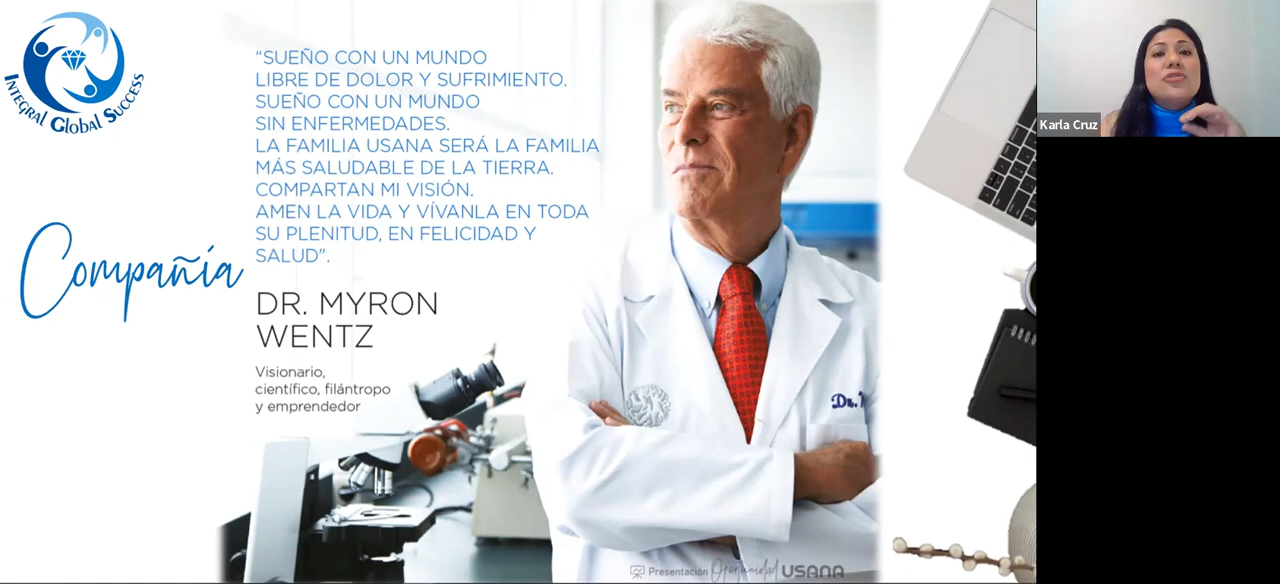 INTEGRAL GLOBAL SUCCESS
Compañía
“SUEÑO CON UN MUNDO
LIBRE DE DOLOR Y SUFRIMIENTO.
SUEÑO CON UN MUNDO
SIN ENFERMEDADES.
LA FAMILIA USANA SERÁ LA FAMILIA
MÁS SALUDABLE DE LA TIERRA.
COMPARTAN MI VISIÓN.
AMEN LA VIDA Y VÍVANLA EN TODA
SU PLENITUD, EN FELICIDAD Y
SALUD".
DR. MYRON
WENTZ
Visionario,
científico, filántropo
y emprendedor
Dr.
Presentación Oportunidad USANA
Karla Cruz